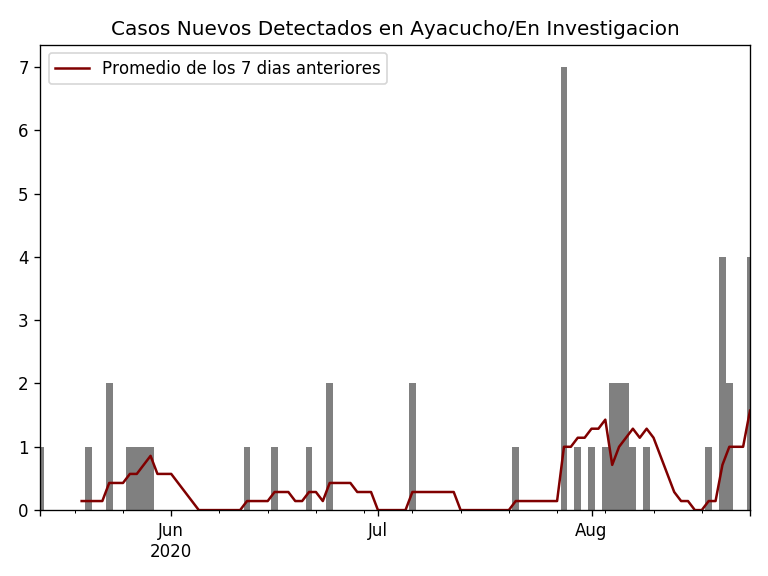 Casos Nuevos Detectados en Ayacucho/En Investigacion
Promedio de los 7 dias anteriores
7
6
5
4
3
2
1
0
Jun
2020
Jul
Aug